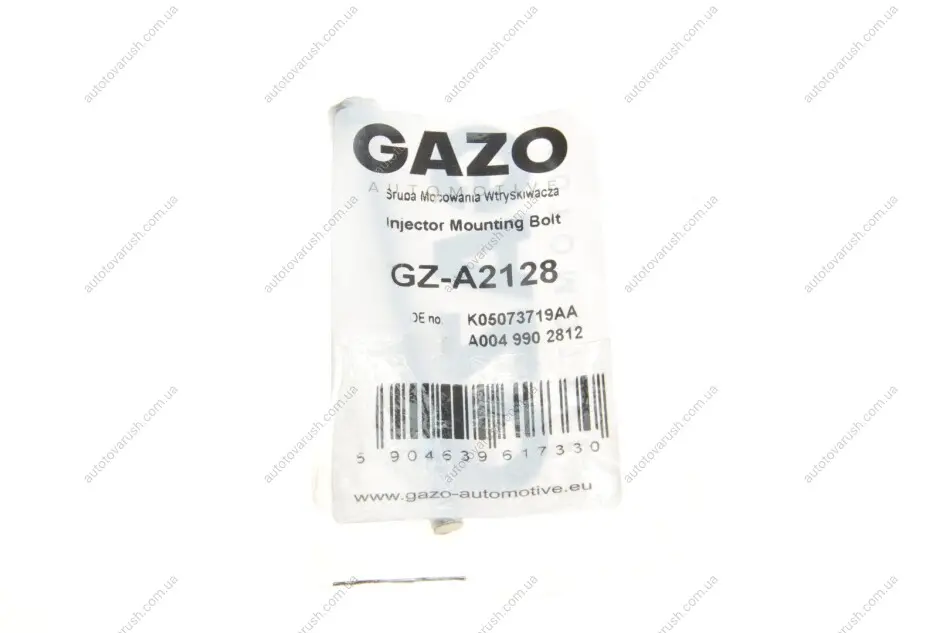 GAZO
AUTOMOTIVE
Sruba Mocowania Wtryskiwacza
Injector Mounting Bolt
GZ-A2128
OE no. K05073719AA
A004 990 2812
5 904639 617330
www.gazo-automotive.eu
autotovarush.com.ua